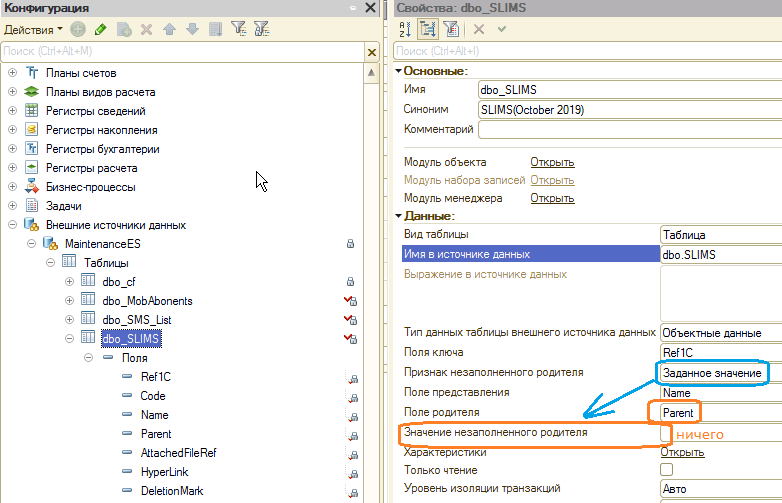 Конфигурация
Действия
Поиск (Ctrl+Alt+M)
Планы счетов
Планы видов расчета
Регистры сведений
Регистры накопления
Регистры бухгалтерии
Регистры расчета
Бизнес-процессы
Задачи
Внешние источники данных
MaintenanceES
Таблицы
dbo_cf
dbo_MobAbonents
dbo_SMS_List
dbo_SLIMS
Поля
Ref1C
Code
Name
Parent
AttachedFileRef
HyperLink
DeletionMark
Свойства: dbo_SLIMS
Поиск (Ctrl+Alt+I)
Основные:
Имя dbo_SLIMS
Синоним SLIMS(October 2019)
Комментарий
Модуль объекта Открыть
Модуль набора записей Открыть
Модуль менеджера Открыть
Данные:
Вид таблицы Таблица
Имя в источнике данных dbo.SLIMS
Выражение в источнике данных
Тип данных таблицы внешнего источника данных Объектные данные
Поля ключа Ref1C
Признак незаполненного родителя Заданное значение
Поле представления Name
Поле родителя Parent
Значение незаполненного родителя ничего
Характеристики Открыть
Только чтение
Уровень изоляции транзакций Авто